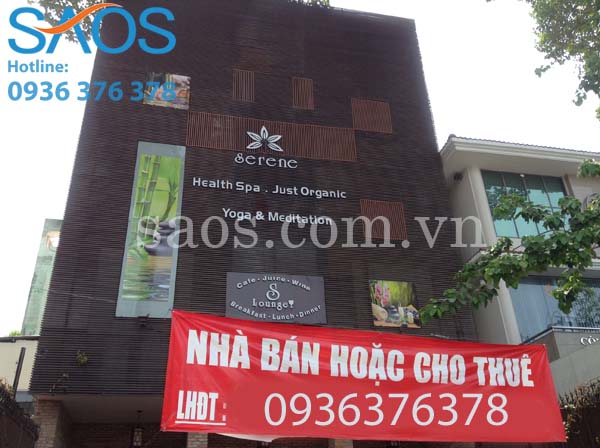 SAOS
Hotline:
0936 376 378
Serene
Health Spa . Just Organic
Yoga & Meditation
saos.com.vn
Cafe · Juice · Wine
S
Lounge
Breakfast · Lunch · Dinner
NHÀ BÁN HOẶC CHO THUÊ
LHĐT : 0936376378